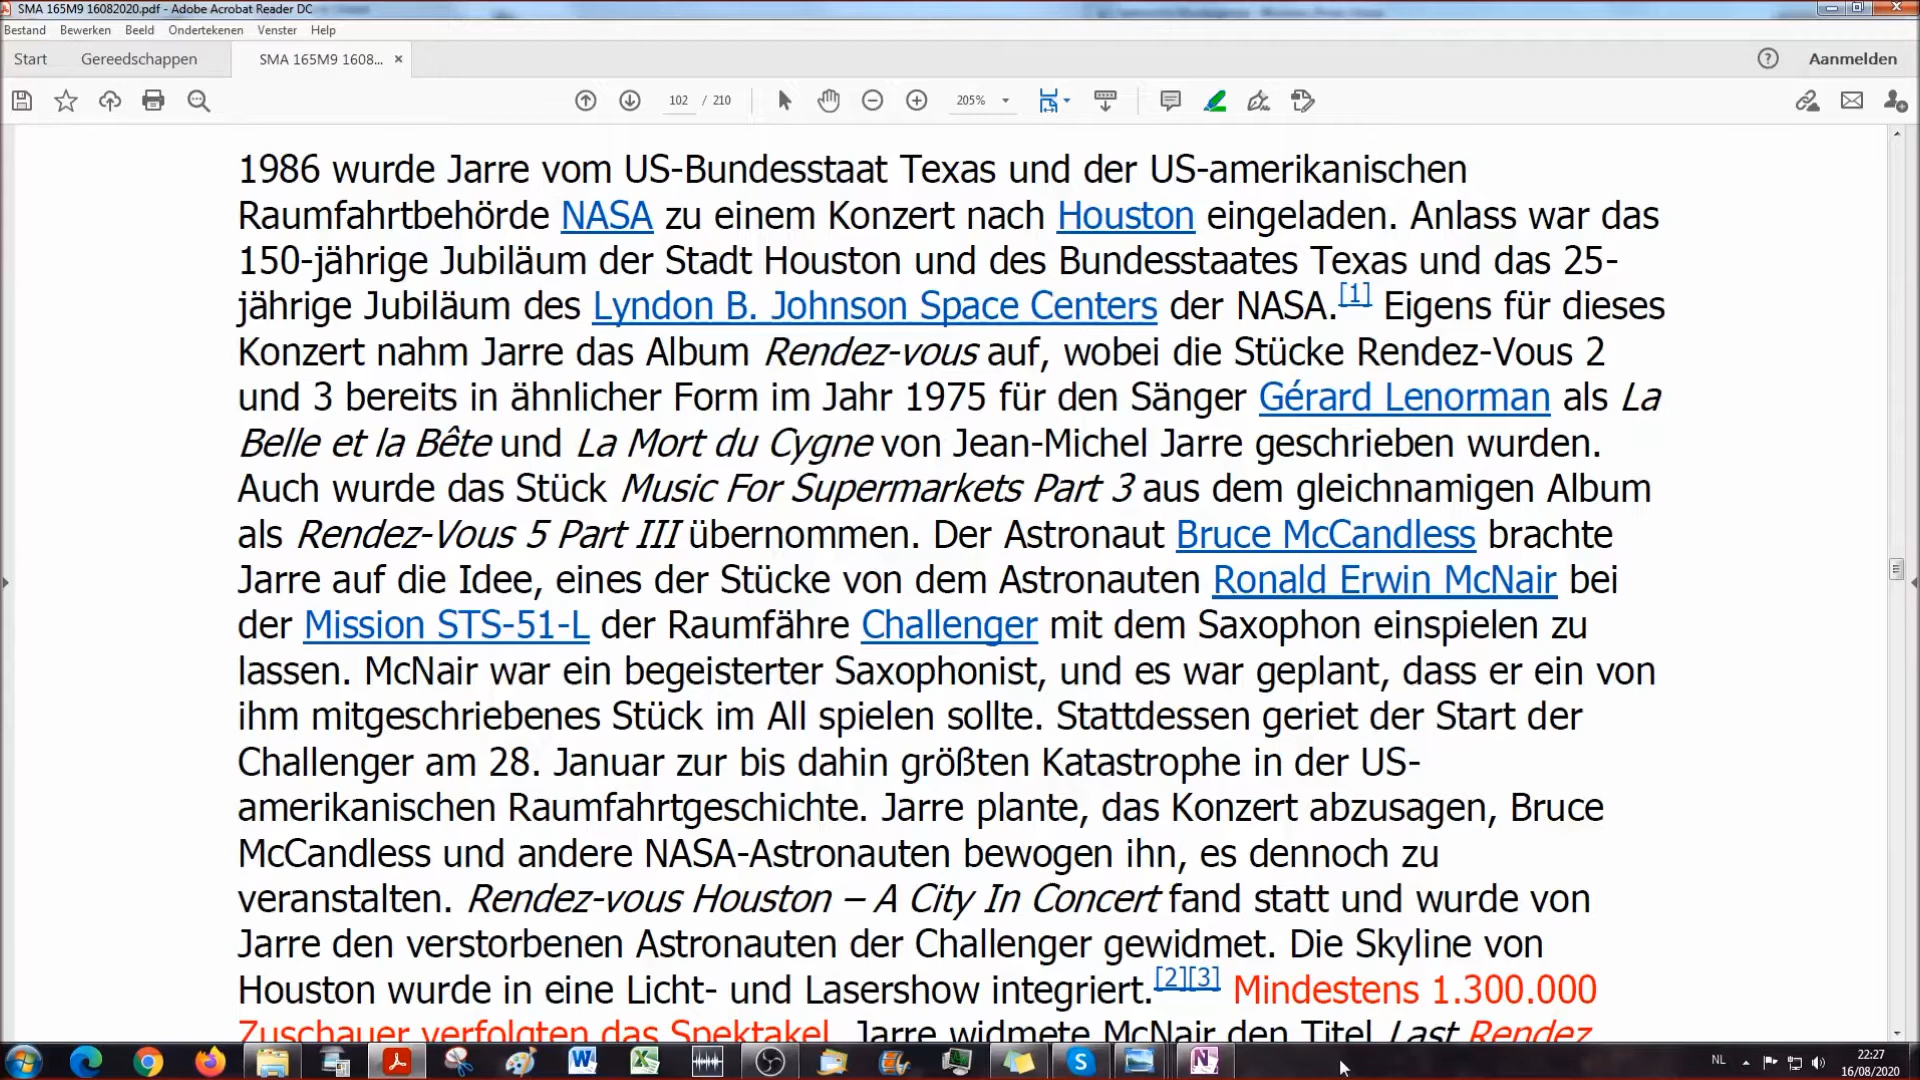 SMA 165M9 16082020.pdf - Adobe Acrobat Reader DC
Bestand Bewerken Beeld Ondertekenen Venster Help
Start Gereedschappen SMA 165M9 1608... × Aanmelden
102 / 210 205%
1986 wurde Jarre vom US-Bundesstaat Texas und der US-amerikanischen
Raumfahrtbehörde NASA zu einem Konzert nach Houston eingeladen. Anlass war das
150-jährige Jubiläum der Stadt Houston und des Bundesstaates Texas und das 25-
jährige Jubiläum des Lyndon B. Johnson Space Centers der NASA.[1] Eigens für dieses
Konzert nahm Jarre das Album Rendez-vous auf, wobei die Stücke Rendez-Vous 2
und 3 bereits in ähnlicher Form im Jahr 1975 für den Sänger Gérard Lenorman als La
Belle et la Bête und La Mort du Cygne von Jean-Michel Jarre geschrieben wurden.
Auch wurde das Stück Music For Supermarkets Part 3 aus dem gleichnamigen Album
als Rendez-Vous 5 Part III übernommen. Der Astronaut Bruce McCandless brachte
Jarre auf die Idee, eines der Stücke von dem Astronauten Ronald Erwin McNair bei
der Mission STS-51-L der Raumfähre Challenger mit dem Saxophon einspielen zu
lassen. McNair war ein begeisterter Saxophonist, und es war geplant, dass er ein von
ihm mitgeschriebenes Stück im All spielen sollte. Stattdessen geriet der Start der
Challenger am 28. Januar zur bis dahin größten Katastrophe in der US-
amerikanischen Raumfahrtgeschichte. Jarre plante, das Konzert abzusagen, Bruce
McCandless und andere NASA-Astronauten bewogen ihn, es dennoch zu
veranstalten. Rendez-vous Houston – A City In Concert fand statt und wurde von
Jarre den verstorbenen Astronauten der Challenger gewidmet. Die Skyline von
Houston wurde in eine Licht- und Lasershow integriert.[2][3] Mindestens 1.300.000
Zuschauer verfolgten das Spektakel. Jarre widmete McNair den Titel Last Rendez
NL 22:27
16/08/2020